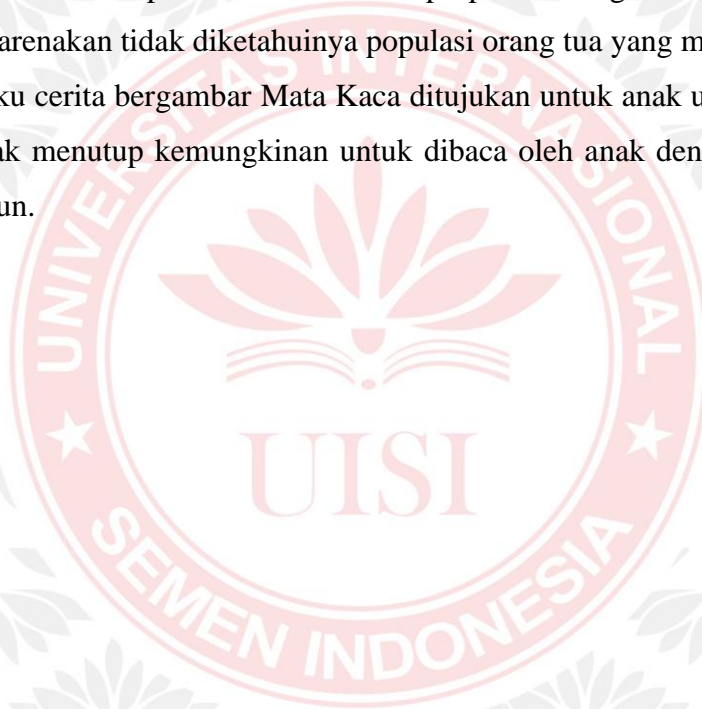 arenakan tidak diketahuinya populasi orang tua yang m
ku cerita bergambar Mata Kaca ditujukan untuk anak u
ak menutup kemungkinan untuk dibaca oleh anak den
un.
UNIVERSITAS INTERNASIONAL
UISI
SEMEN INDONESIA